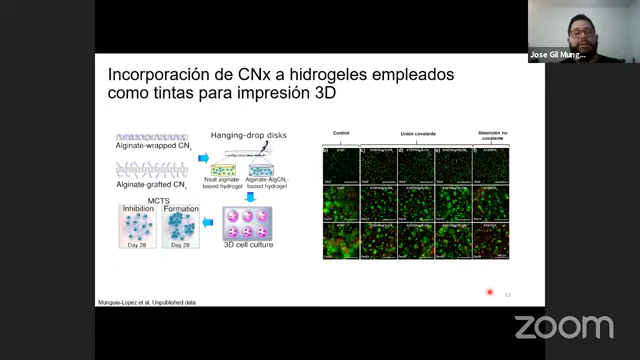 Jose Gil Mung...
Incorporación de CNx a hidrogeles empleados
como tintas para impresión 3D
Alginate-wrapped CNx
Alginate-grafted CNx
Hanging-drop disks
Neat alginate-
based hydrogel
Alginate-AlgCNx-
based hydrogel
MCTS
Inhibition
Formation
Day 28
Day 28
3D cell culture
Control
Union covalente
Absorción no
covalente
b)
c)
d)
e)
f)
Munguia-Lopez et al. Unpublished data
zoom